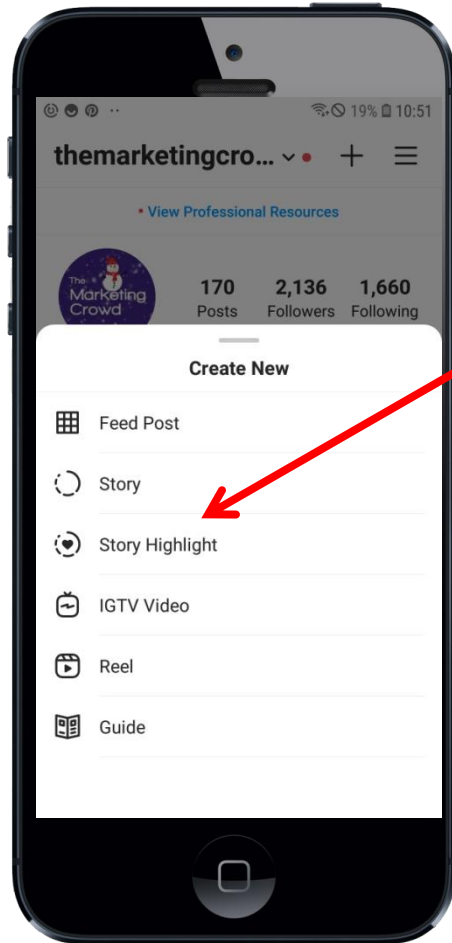 19% 10:51
themarketingcro...
• View Professional Resources
The
Marketing
Crowd
170 2,136 1,660
Posts Followers Following
Create New
Feed Post
Story
Story Highlight
IGTV Video
Reel
Guide